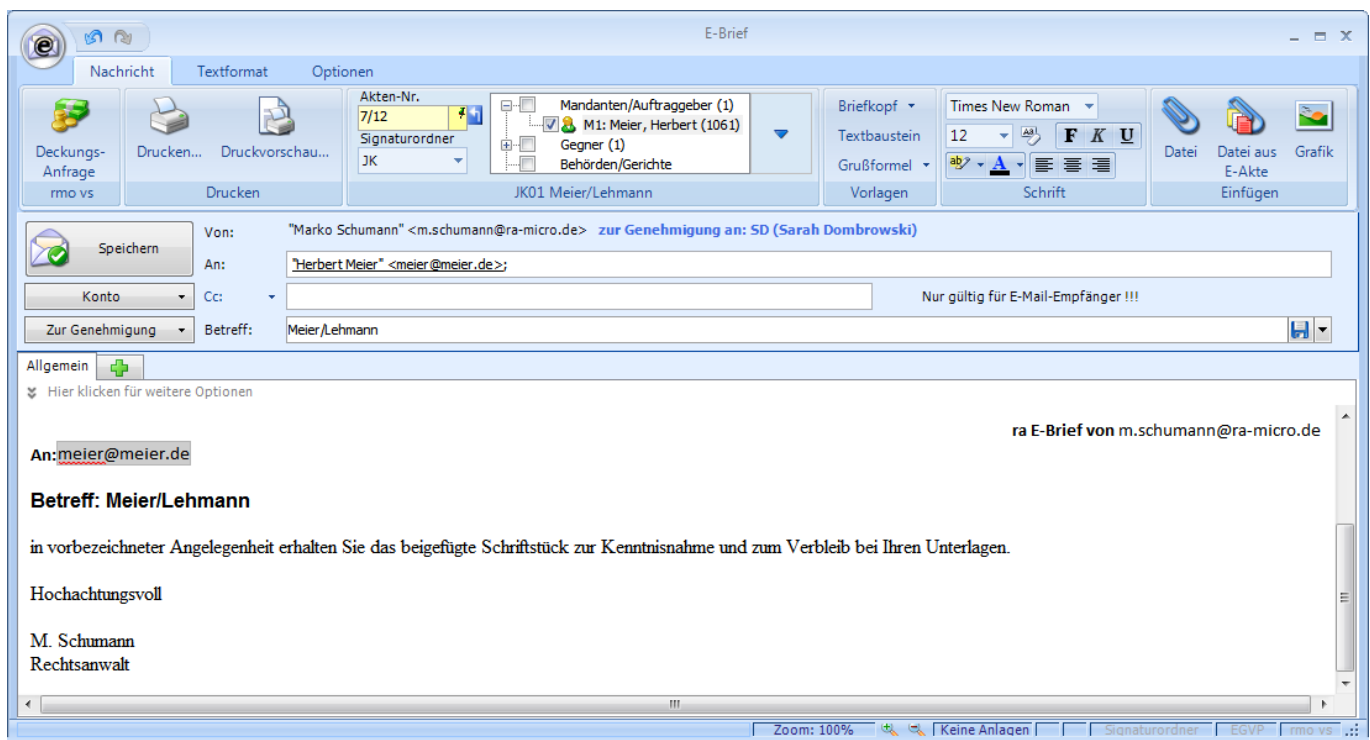 E-Brief
Nachricht Textformat Optionen
Deckungs-
Anfrage
rmo vs
Drucken... Druckvorschau...
Drucken
Akten-Nr.
7/12
Signaturordner
JK
Mandanten/Auftraggeber (1)
M1: Meier, Herbert (1061)
Gegner (1)
Behörden/Gerichte
JK01 Meier/Lehmann
Briefkopf
Textbaustein
Grußformel
Vorlagen
Times New Roman
12 F K U
Schrift
Datei Datei aus
E-Akte Grafik
Einfügen
Speichern
Von: "Marko Schumann" <m.schumann@ra-micro.de> zur Genehmigung an: SD (Sarah Dombrowski)
An: "Herbert Meier" <meier@meier.de>;
Konto Cc: Nur gültig für E-Mail-Empfänger !!!
Zur Genehmigung Betreff: Meier/Lehmann
Allgemein
Hier klicken für weitere Optionen
ra E-Brief von m.schumann@ra-micro.de
An:meier@meier.de
Betreff: Meier/Lehmann
in vorbezeichneter Angelegenheit erhalten Sie das beigefügte Schriftstück zur Kenntnisnahme und zum Verbleib bei Ihren Unterlagen.
Hochachtungsvoll
M. Schumann
Rechtsanwalt
Zoom: 100% Keine Anlagen Signaturordner EGVP rmo vs